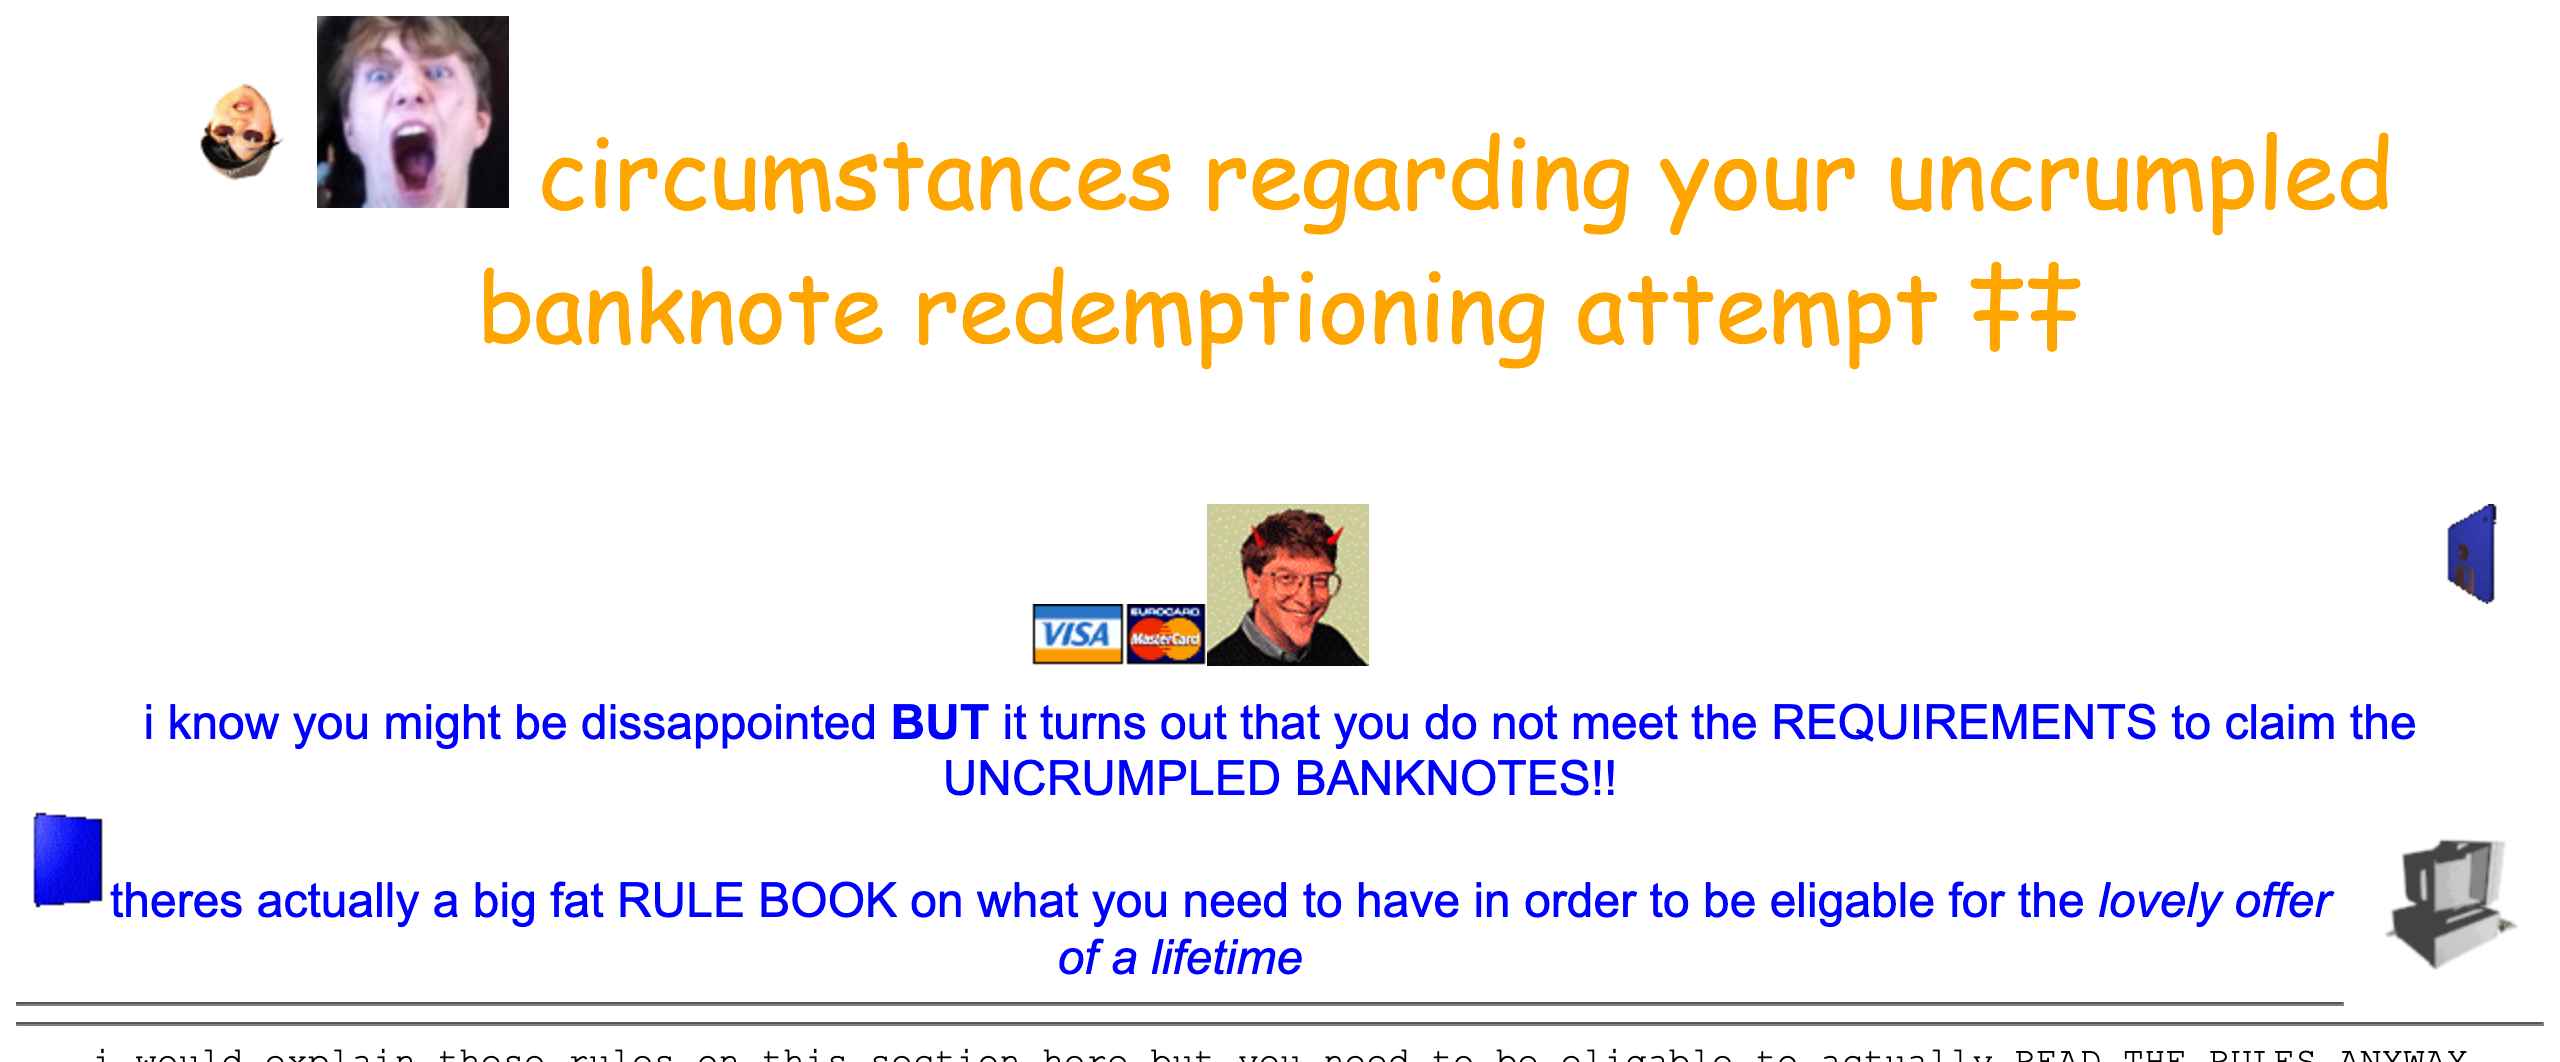 circumstances regarding your uncrumpled
banknote redemptioning attempt ‡‡
VISA
EUROCARD
MasterCard
i know you might be dissappointed BUT it turns out that you do not meet the REQUIREMENTS to claim the
UNCRUMPLED BANKNOTES!!
theres actually a big fat RULE BOOK on what you need to have in order to be eligable for the lovely offer
of a lifetime
i would explain these rules on this section here but you need to be eligable to actually READ THE RULES ANYWAY